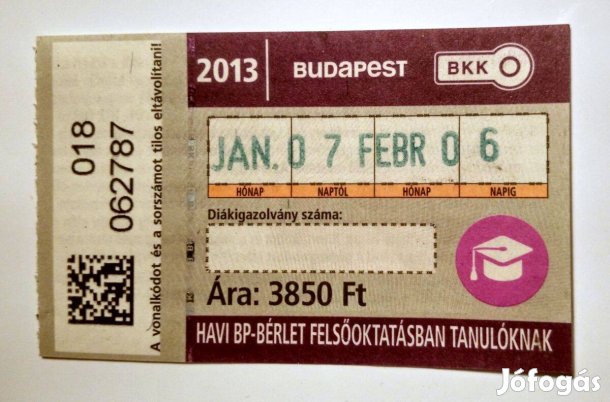 A vonalkódot és a sorszámot tilos eltávolítani!
018
062787
2013 BUDAPEST BKK
JAN. 0 7 FEBR 0 6
HÓNAP NAPTÓL HÓNAP NAPIG
Diákigazolvány száma:
Ára: 3850 Ft
HAVI BP-BÉRLET FELSŐOKTATÁSBAN TANULÓKNAK
Jófogás